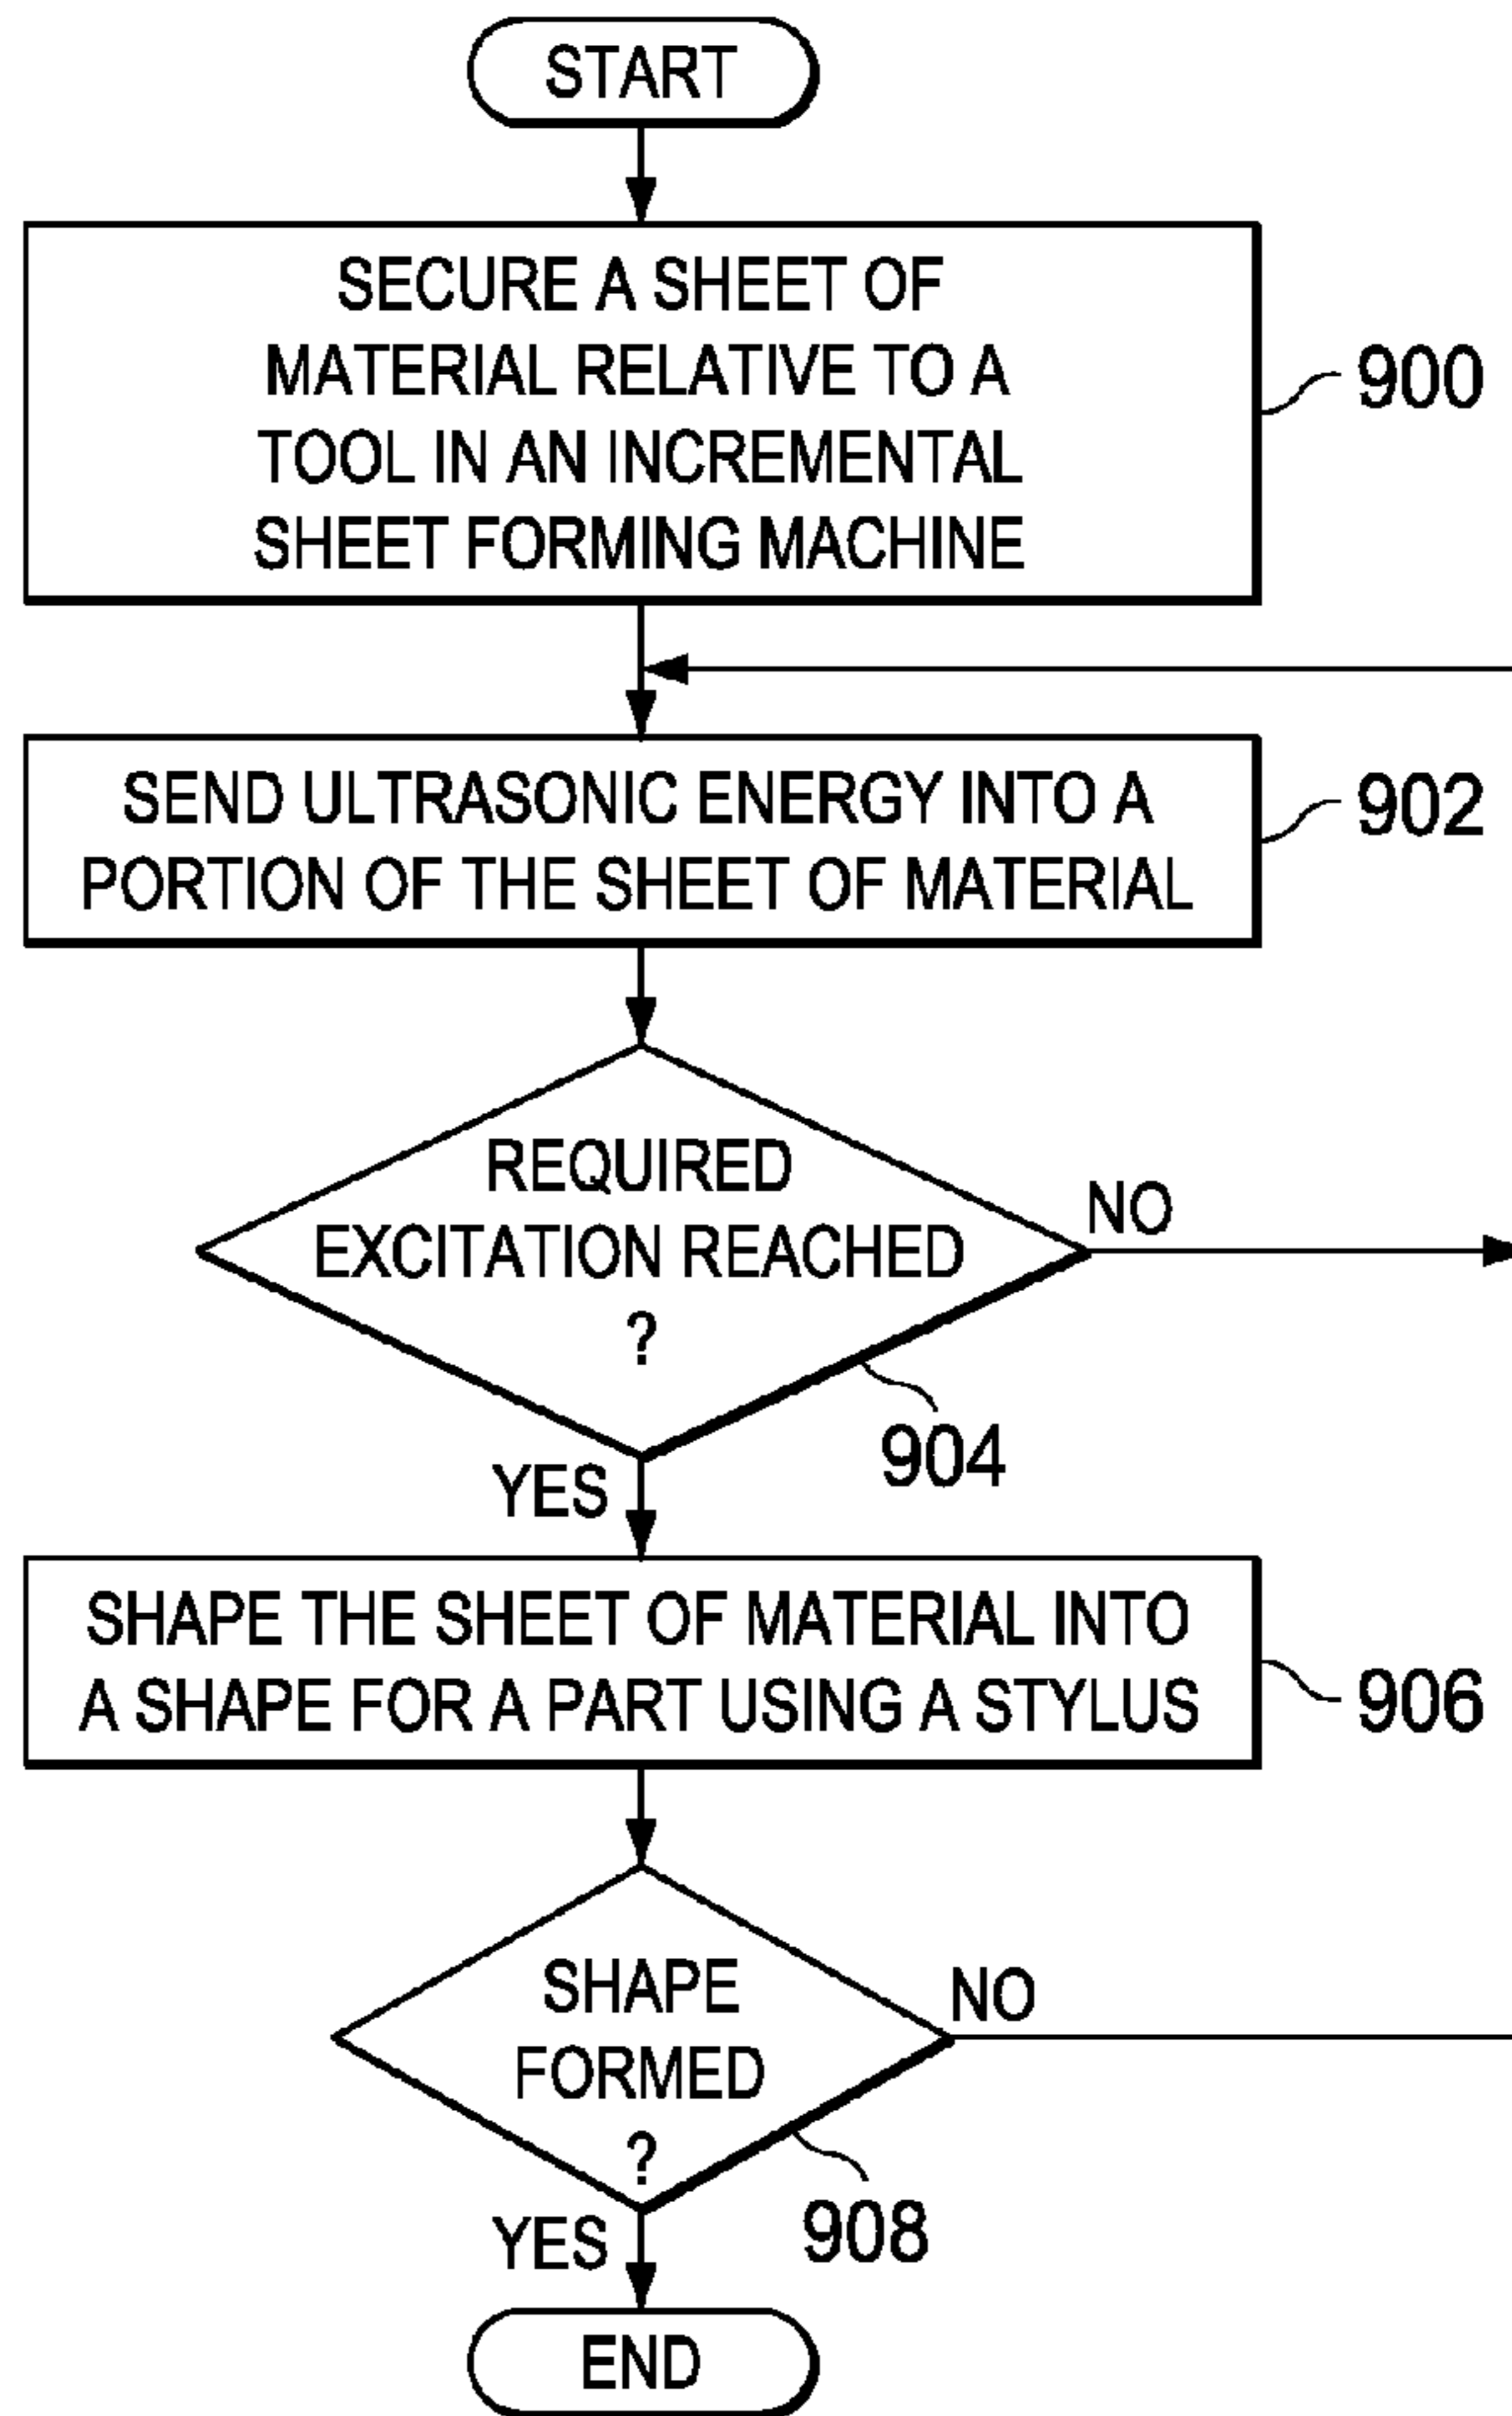 START
SECURE A SHEET OF
MATERIAL RELATIVE TO A
TOOL IN AN INCREMENTAL
SHEET FORMING MACHINE
900
SEND ULTRASONIC ENERGY INTO A
PORTION OF THE SHEET OF MATERIAL
902
REQUIRED
EXCITATION REACHED
?
NO
904
YES
SHAPE THE SHEET OF MATERIAL INTO
A SHAPE FOR A PART USING A STYLUS
906
SHAPE
FORMED
?
NO
908
YES
END